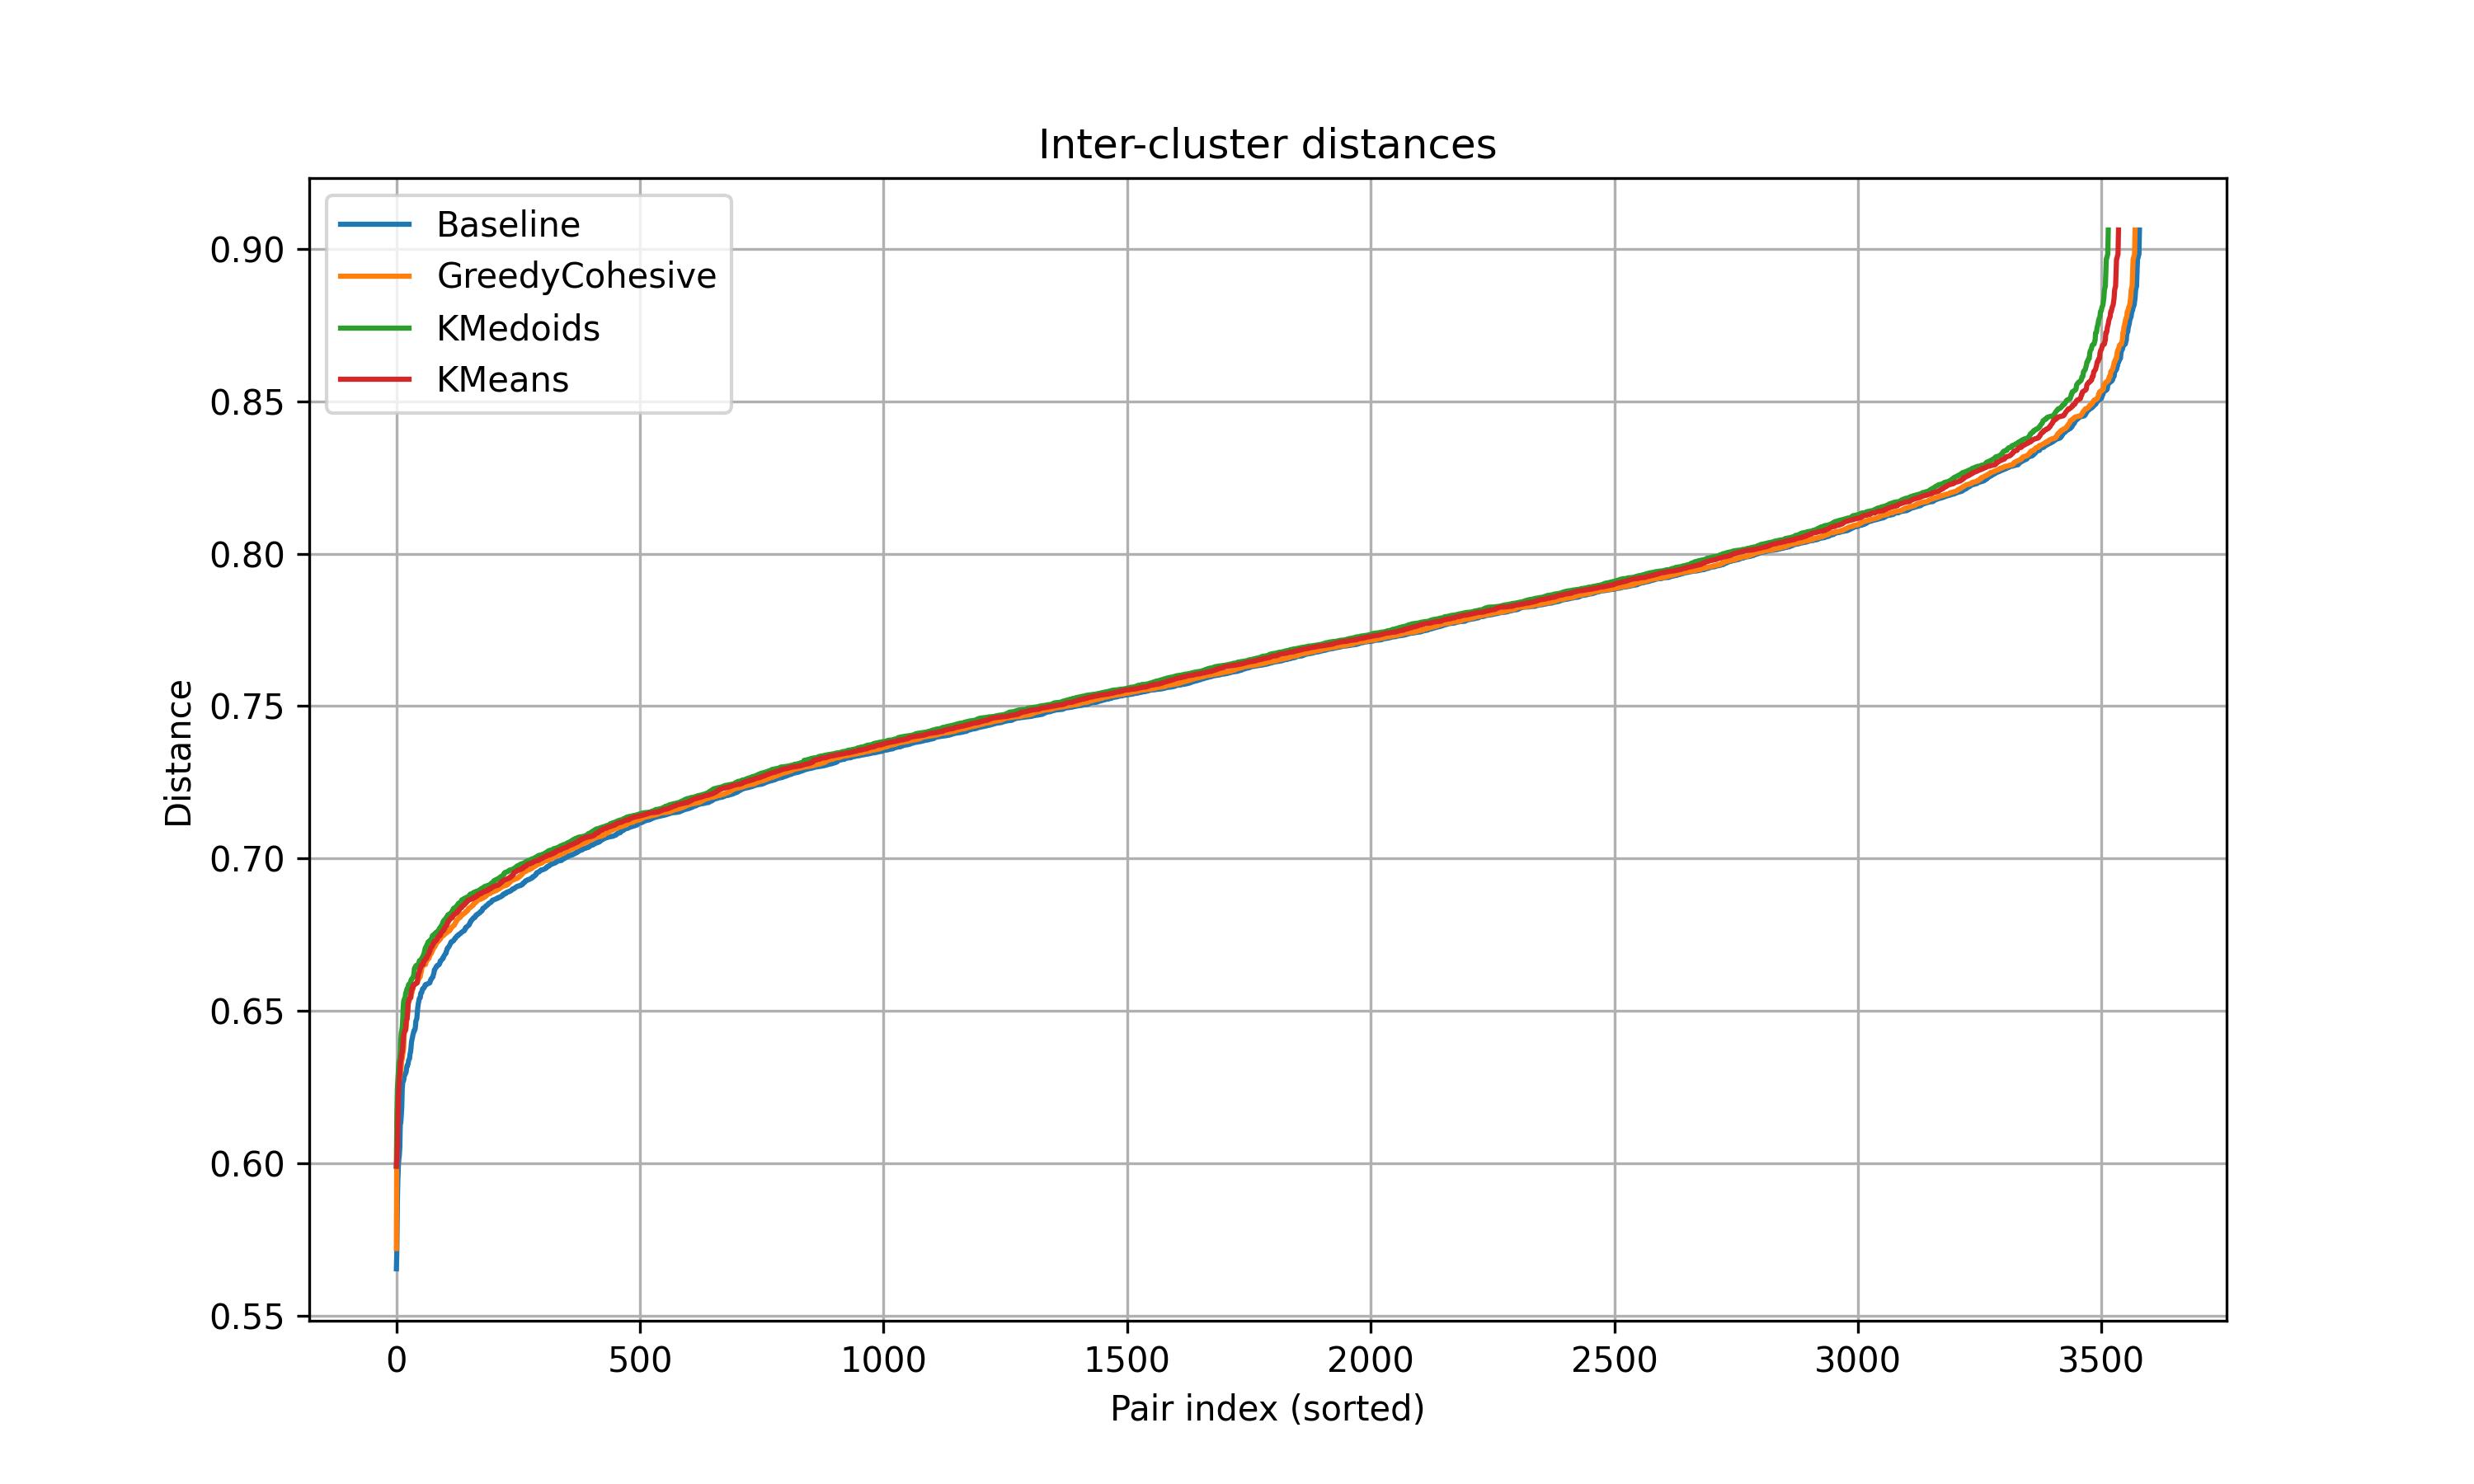 Inter-cluster distances
Baseline
GreedyCohesive
KMedoids
KMeans
0.90
0.85
0.80
0.75
0.70
0.65
0.60
0.55
Distance
0 500 1000 1500 2000 2500 3000 3500
Pair index (sorted)